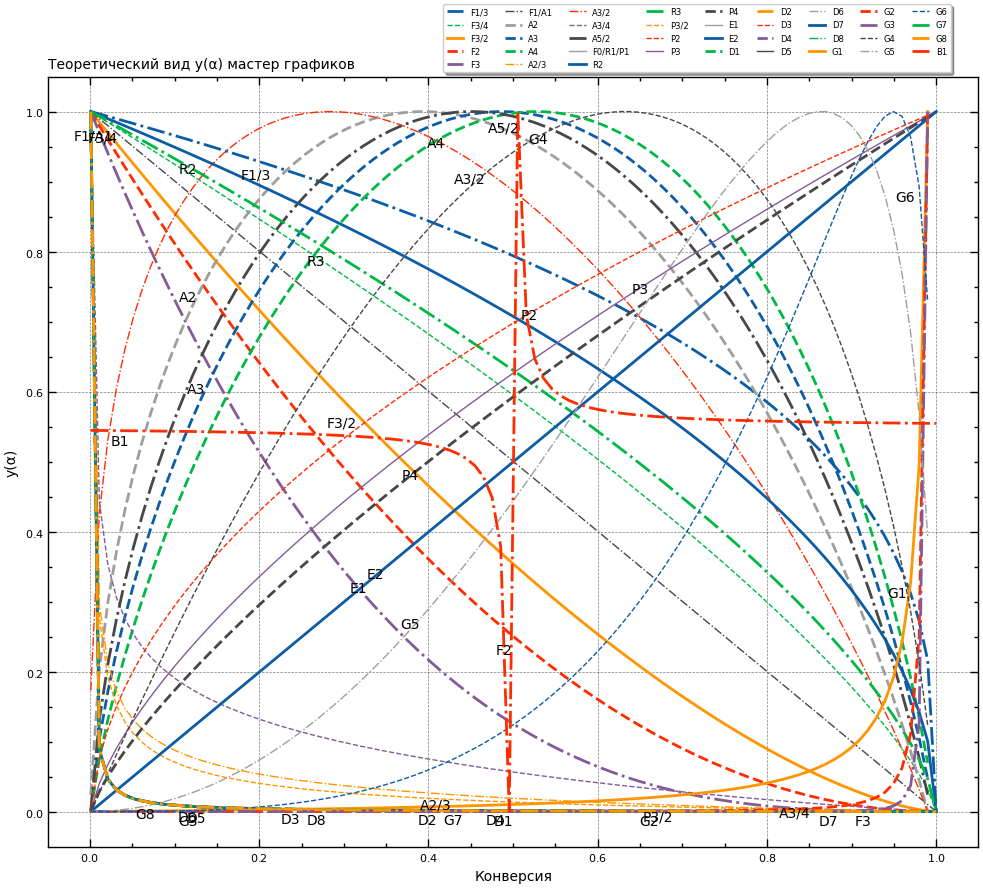 F1/3 F1/A1 A3/2 R3 P4 D2 D6 G2 G6
F3/4 A2 A3/4 P3/2 E1 D3 D7 G3 G7
F3/2 A3 A5/2 P2 E2 D4 D8 G4 G8
F2 A4 F0/R1/P1 P3 D1 D5 G1 G5 B1
F3 A2/3 R2
Теоретический вид y(α) мастер графиков
y(α)
1.0
0.8
0.6
0.4
0.2
0.0
A5/2
G4
A4
R2
F1/3
A3/2
G6
R3
P3
A2
P2
A3
F3/2
B1
P4
E2
E1
G1
G5
F2
A2/3
G8
D3
D8
D2
G7
G2
P3/2
A3/4
D7
F3
0.0 0.2 0.4 0.6 0.8 1.0
Конверсия